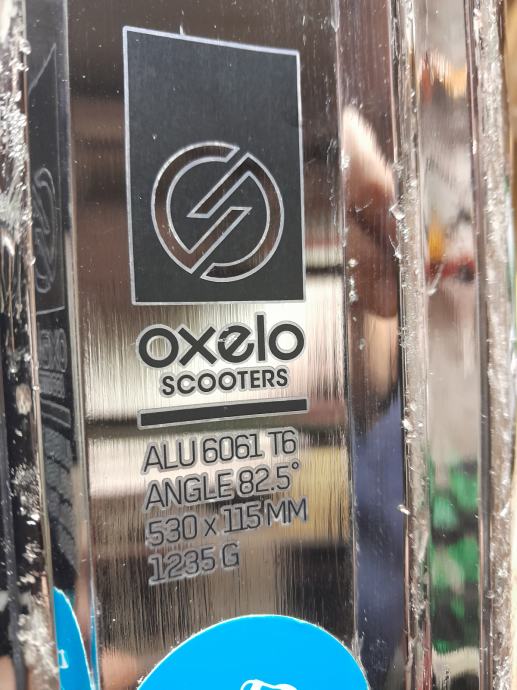 oxelo
SCOOTERS
ALU 6061 T6
ANGLE 82.5°
530 x 115 MM
1235 G